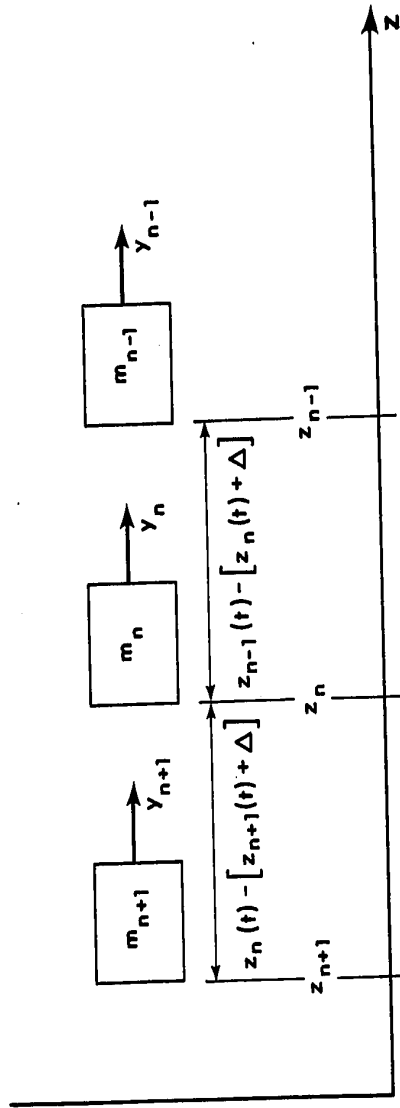 m_{n+1}
y_{n+1}
m_n
y_n
m_{n-1}
y_{n-1}
z_n(t) - [z_{n+1}(t) + Δ]
z_{n-1}(t) - [z_n(t) + Δ]
z_{n+1}
z_n
z_{n-1}
z